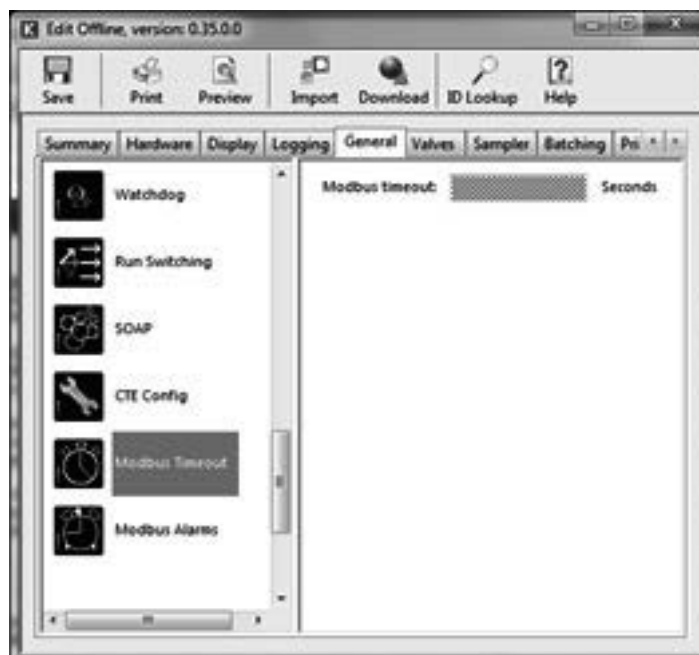 K Edit Offline, version: 0.35.0.0
Save Print Preview Import Download ID Lookup Help
Summary Hardware Display Logging General Valves Sampler Batching Pri
Watchdog
Modbus timeout: Seconds
Run Switching
SOAP
CTE Config
Modbus Timeout
Modbus Alarms